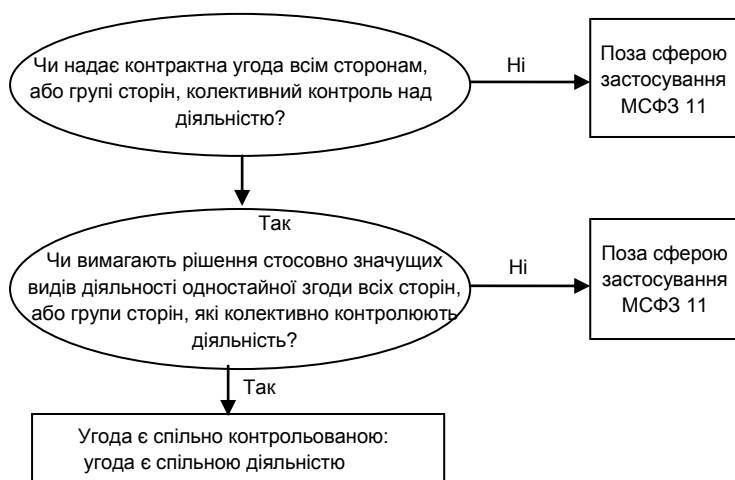 Чи надає контрактна угода всім сторонам,
або групі сторін, колективний контроль над
діяльністю?
Ні
Поза сферою
застосування
МСФЗ 11
Так
Чи вимагають рішення стосовно значущих
видів діяльності одностайної згоди всіх сторін,
або групи сторін, які колективно контролюють
діяльність?
Ні
Поза сферою
застосування
МСФЗ 11
Так
Угода є спільно контрольованою:
угода є спільною діяльністю